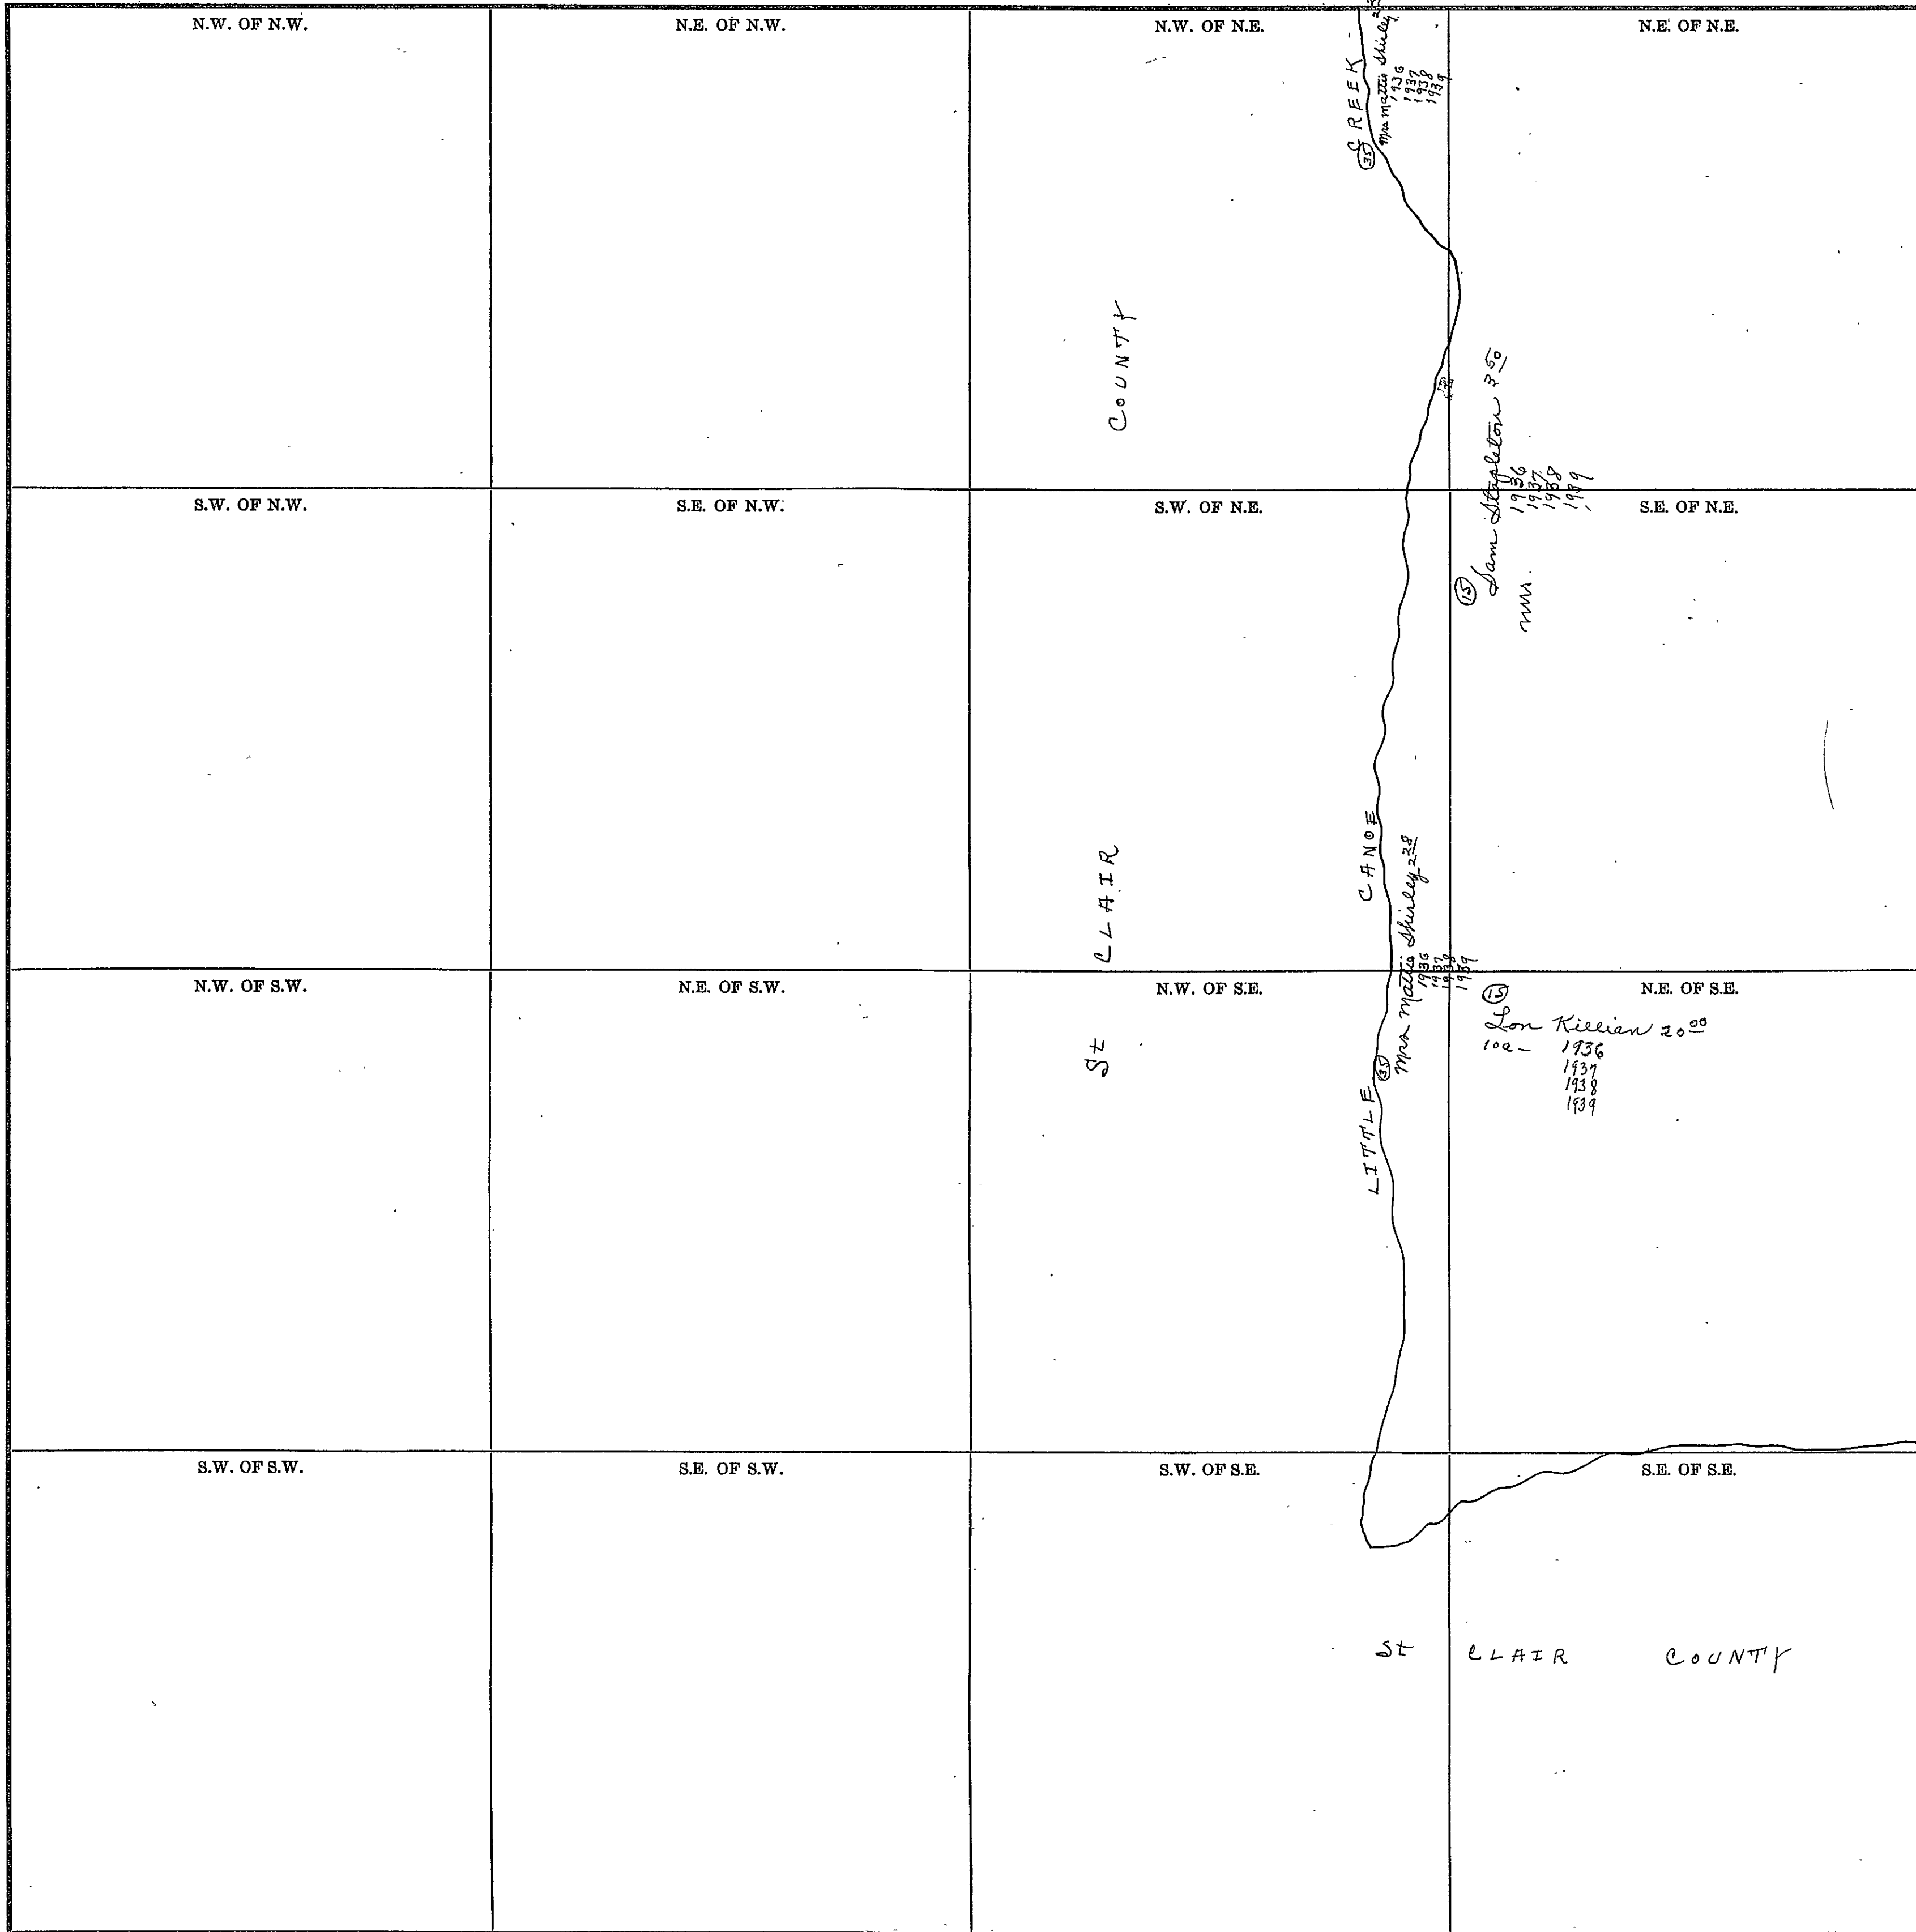 N.W. OF N.W.
N.E. OF N.W.
N.W. OF N.E.
N.E. OF N.E.
CREEK
35
Mrs Mattie Shirley
1936
1937
1938
1939
COUNTY
Sam Stapleton 3 50
1936
1937
1938
1939
15
S.W. OF N.W.
S.E. OF N.W.
S.W. OF N.E.
S.E. OF N.E.
CLAIR
CANOE
Mrs Mattie Shirley 2 28
1936
1937
1938
1939
35
N.W. OF S.W.
N.E. OF S.W.
N.W. OF S.E.
N.E. OF S.E.
St
LITTLE
15
Lon Killian 20 00
10a - 1936
1937
1938
1939
S.W. OF S.W.
S.E. OF S.W.
S.W. OF S.E.
S.E. OF S.E.
St CLAIR COUNTY